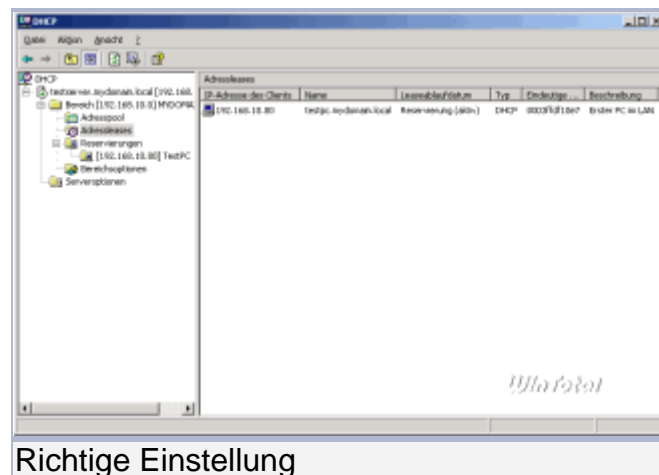 DHCP
Datei Aktion Ansicht ?
DHCP
testserver.mydomain.local [192.168.
Bereich [192.168.10.0] MYDOMA
Adresspool
Adressleases
Reservierungen
[192.168.10.80] TestPC
Bereichsoptionen
Serveroptionen
Adressleases
IP-Adresse des Clients Name Leaseablaufdatum Typ Eindeutige ... Beschreibung
192.168.10.80 testpc.mydomain.local Reservierung (aktiv) DHCP Erster PC im LAN
WinTotal
Richtige Einstellung